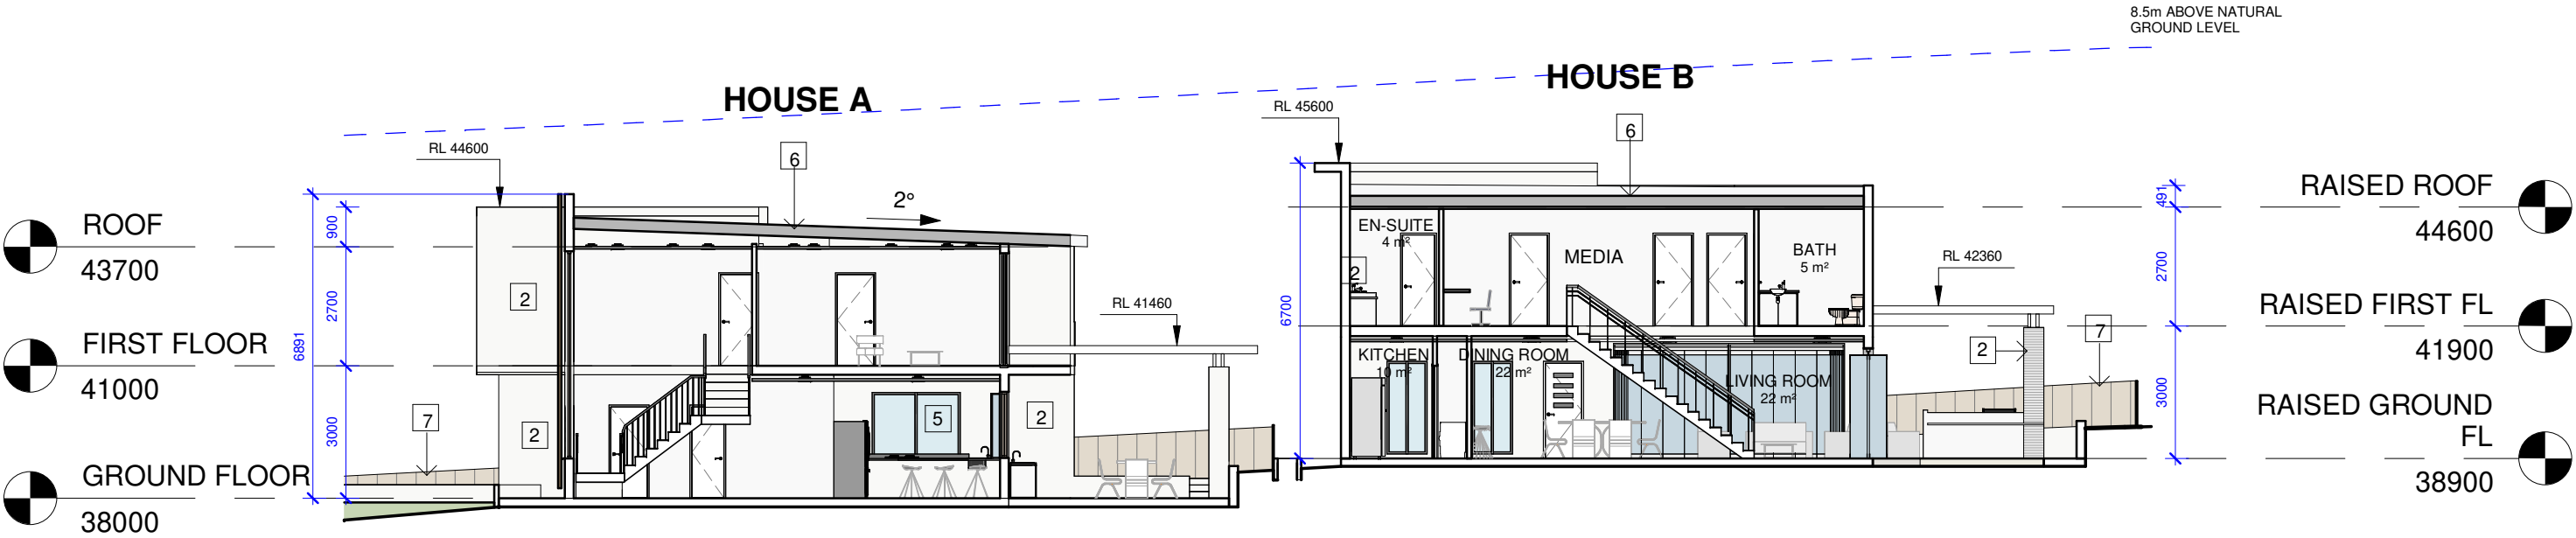 8.5m ABOVE NATURAL
GROUND LEVEL
HOUSE A
HOUSE B
RL 44600
6
2°
RL 45600
6
ROOF
43700
FIRST FLOOR
41000
GROUND FLOOR
38000
900
2700
3000
6891
7
2
2
5
2
RL 41460
6700
EN-SUITE
4 m²
2
MEDIA
BATH
5 m²
KITCHEN
10 m²
DINING ROOM
22 m²
LIVING ROOM
22 m²
RL 42360
2
7
491
2700
3000
RAISED ROOF
44600
RAISED FIRST FL
41900
RAISED GROUND
FL
38900